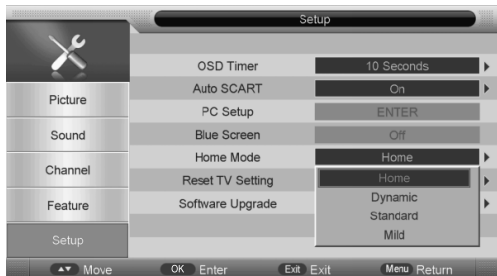 Setup
OSD Timer 10 Seconds
Auto SCART On
Picture
PC Setup ENTER
Sound
Blue Screen Off
Home Mode Home
Channel
Reset TV Setting Home
Feature
Software Upgrade Dynamic
Standard
Setup
Mild
Move OK Enter Exit Exit Menu Return